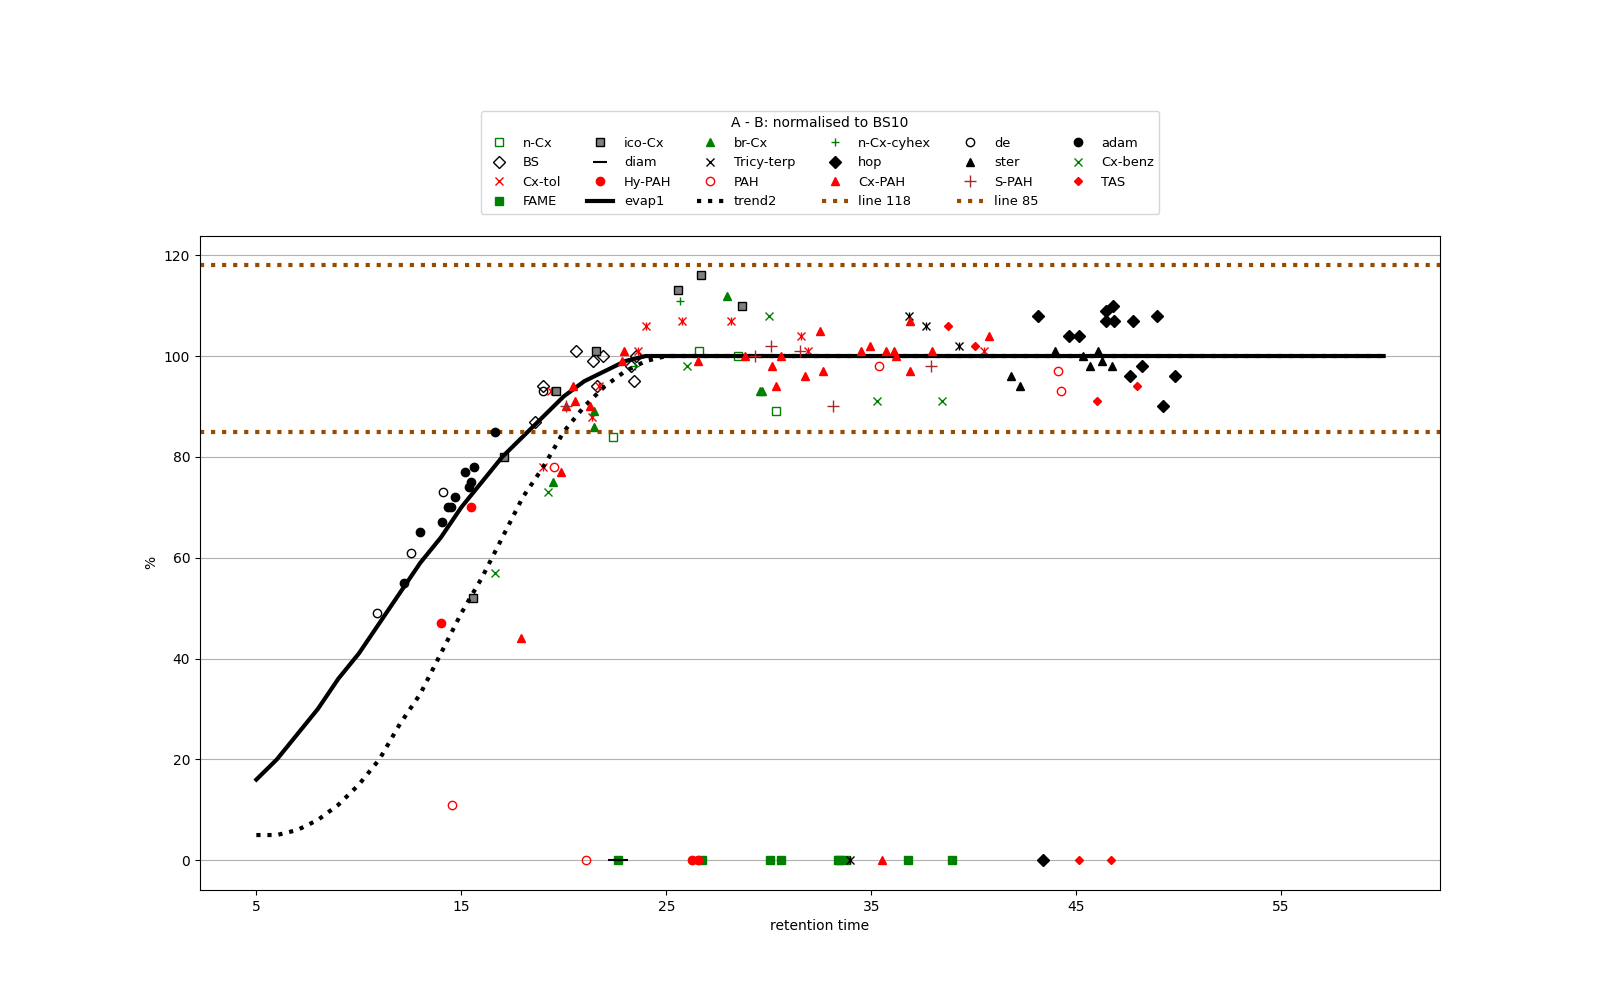 A - B: normalised to BS10
n-Cx ico-Cx br-Cx n-Cx-cyhex de adam
BS diam Tricy-terp hop ster Cx-benz
Cx-tol Hy-PAH PAH Cx-PAH S-PAH TAS
FAME evap1 trend2 line 118 line 85
120
100
80
60
40
20
0
%
5 15 25 35 45 55
retention time